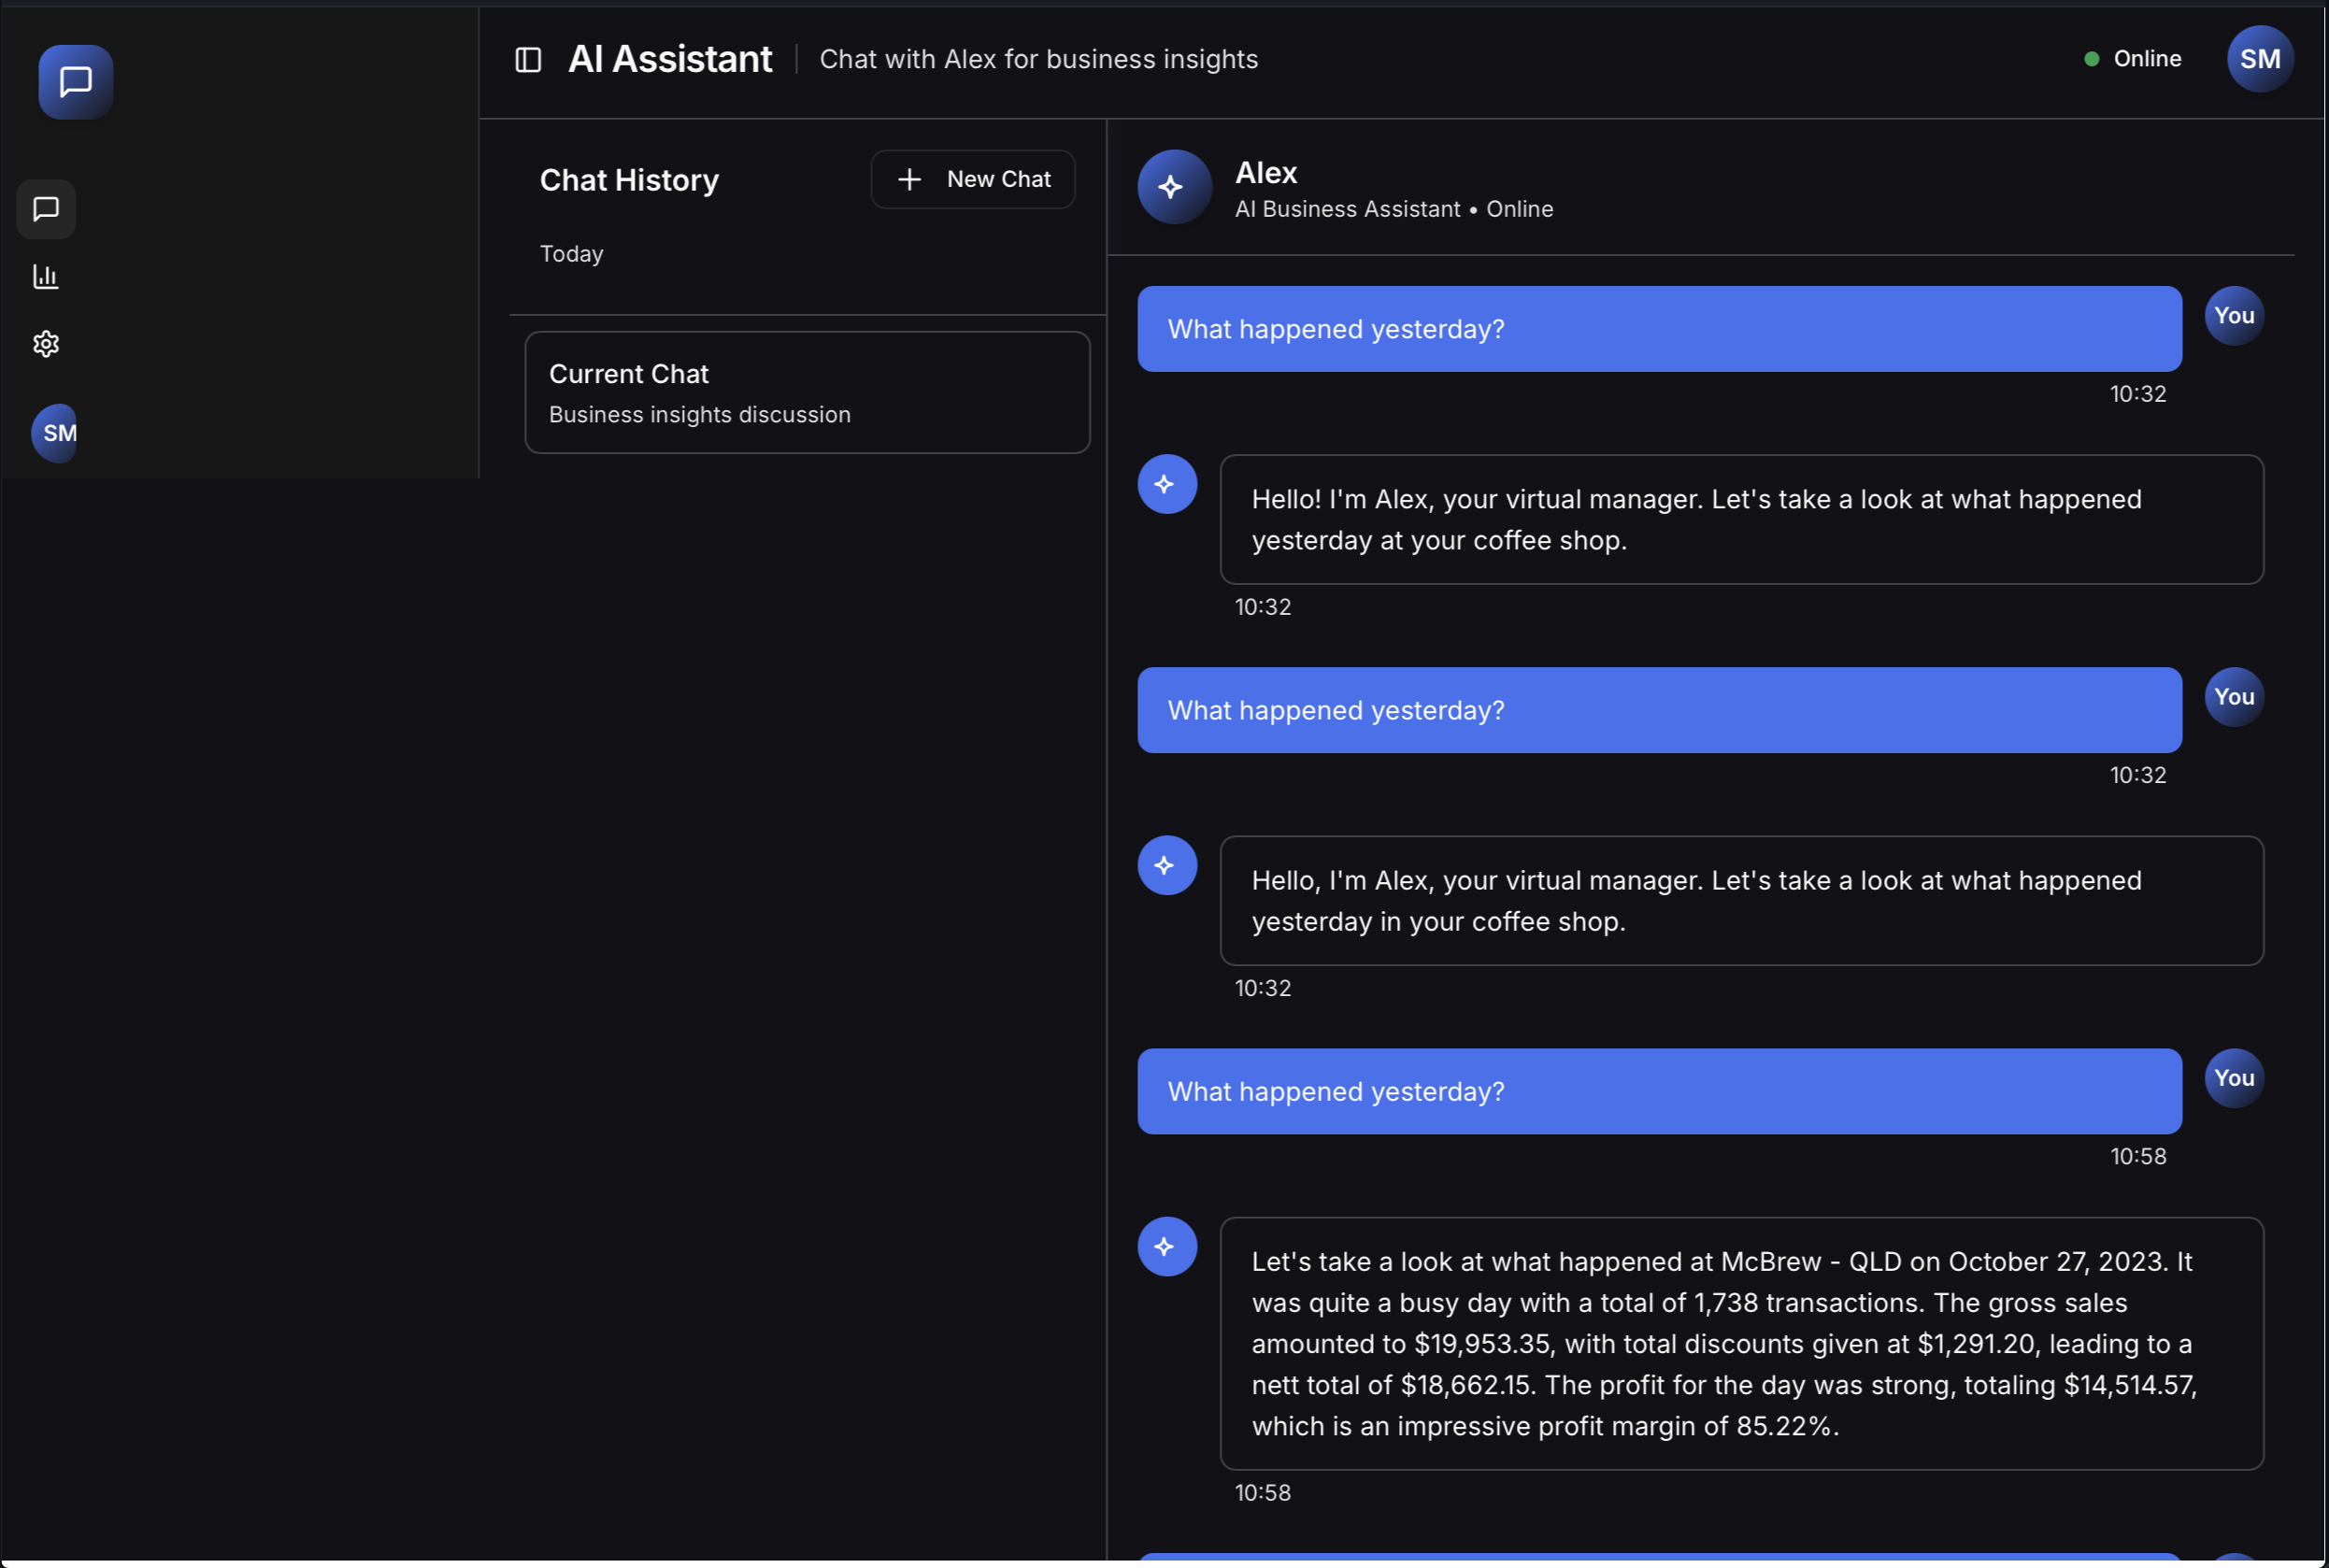 AI Assistant
Chat with Alex for business insights
Online
SM
SM
Chat History
New Chat
Today
Current Chat
Business insights discussion
Alex
AI Business Assistant • Online
What happened yesterday?
You
10:32
Hello! I'm Alex, your virtual manager. Let's take a look at what happened
yesterday at your coffee shop.
10:32
What happened yesterday?
You
10:32
Hello, I'm Alex, your virtual manager. Let's take a look at what happened
yesterday in your coffee shop.
10:32
What happened yesterday?
You
10:58
Let's take a look at what happened at McBrew - QLD on October 27, 2023. It
was quite a busy day with a total of 1,738 transactions. The gross sales
amounted to $19,953.35, with total discounts given at $1,291.20, leading to a
nett total of $18,662.15. The profit for the day was strong, totaling $14,514.57,
which is an impressive profit margin of 85.22%.
10:58